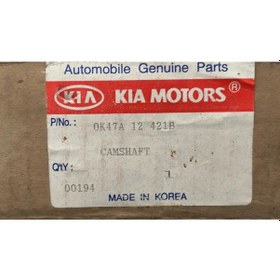 Automobile Genuine Parts
KIA KIA MOTORS®
P/No.: 0K47A 12 421B
CAMSHAFT
Q'TY: 1
00194
MADE IN KOREA